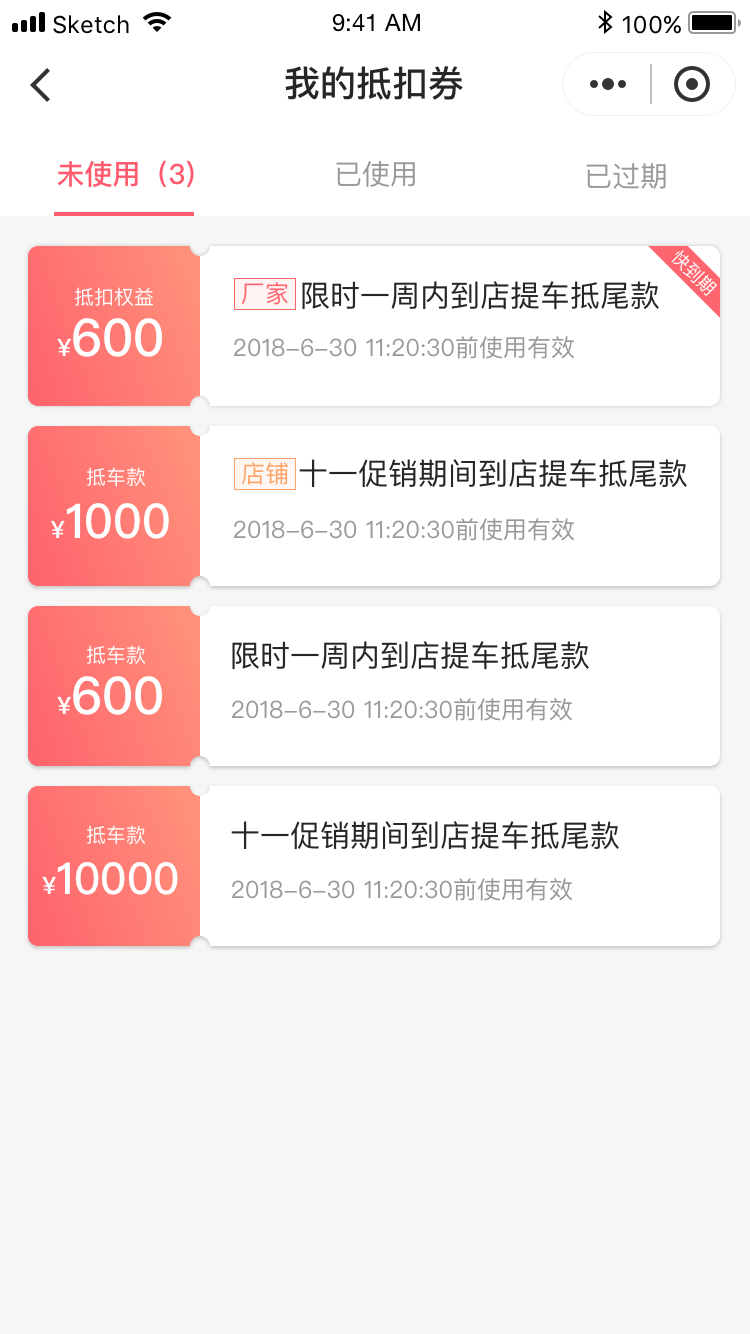 Sketch 9:41 AM 100%
我的抵扣券
未使用（3） 已使用 已过期
抵扣权益
¥600
厂家 限时一周内到店提车抵尾款
2018-6-30 11:20:30前使用有效
快到期
抵车款
¥1000
店铺 十一促销期间到店提车抵尾款
2018-6-30 11:20:30前使用有效
抵车款
¥600
限时一周内到店提车抵尾款
2018-6-30 11:20:30前使用有效
抵车款
¥10000
十一促销期间到店提车抵尾款
2018-6-30 11:20:30前使用有效